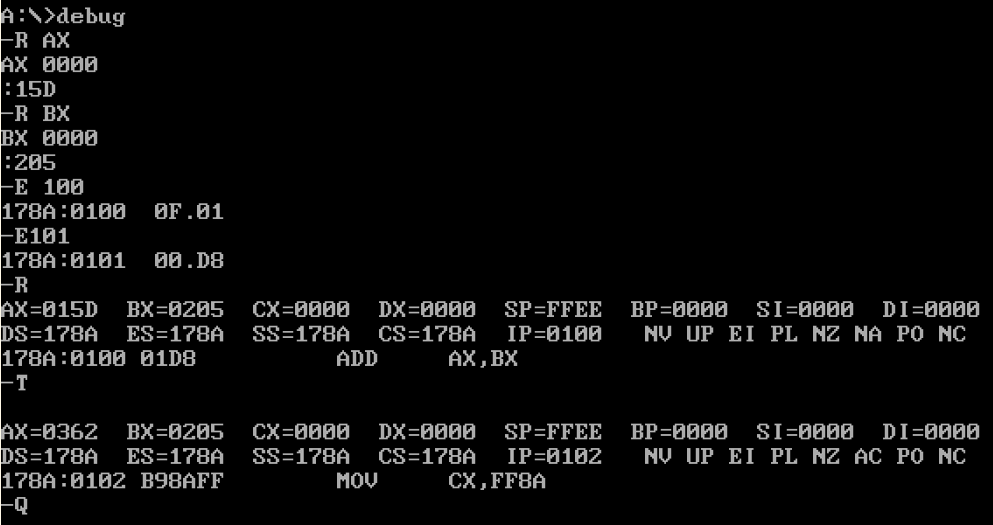 A:\>debug
-R AX
AX 0000
:15D
-R BX
BX 0000
:205
-E 100
178A:0100  0F.01
-E101
178A:0101  00.D8
-R
AX=015D  BX=0205  CX=0000  DX=0000  SP=FFEE  BP=0000  SI=0000  DI=0000
DS=178A  ES=178A  SS=178A  CS=178A  IP=0100   NV UP EI PL NZ NA PO NC
178A:0100 01D8          ADD     AX,BX
-T
AX=0362  BX=0205  CX=0000  DX=0000  SP=FFEE  BP=0000  SI=0000  DI=0000
DS=178A  ES=178A  SS=178A  CS=178A  IP=0102   NV UP EI PL NZ AC PO NC
178A:0102 B98AFF        MOV     CX,FF8A
-Q